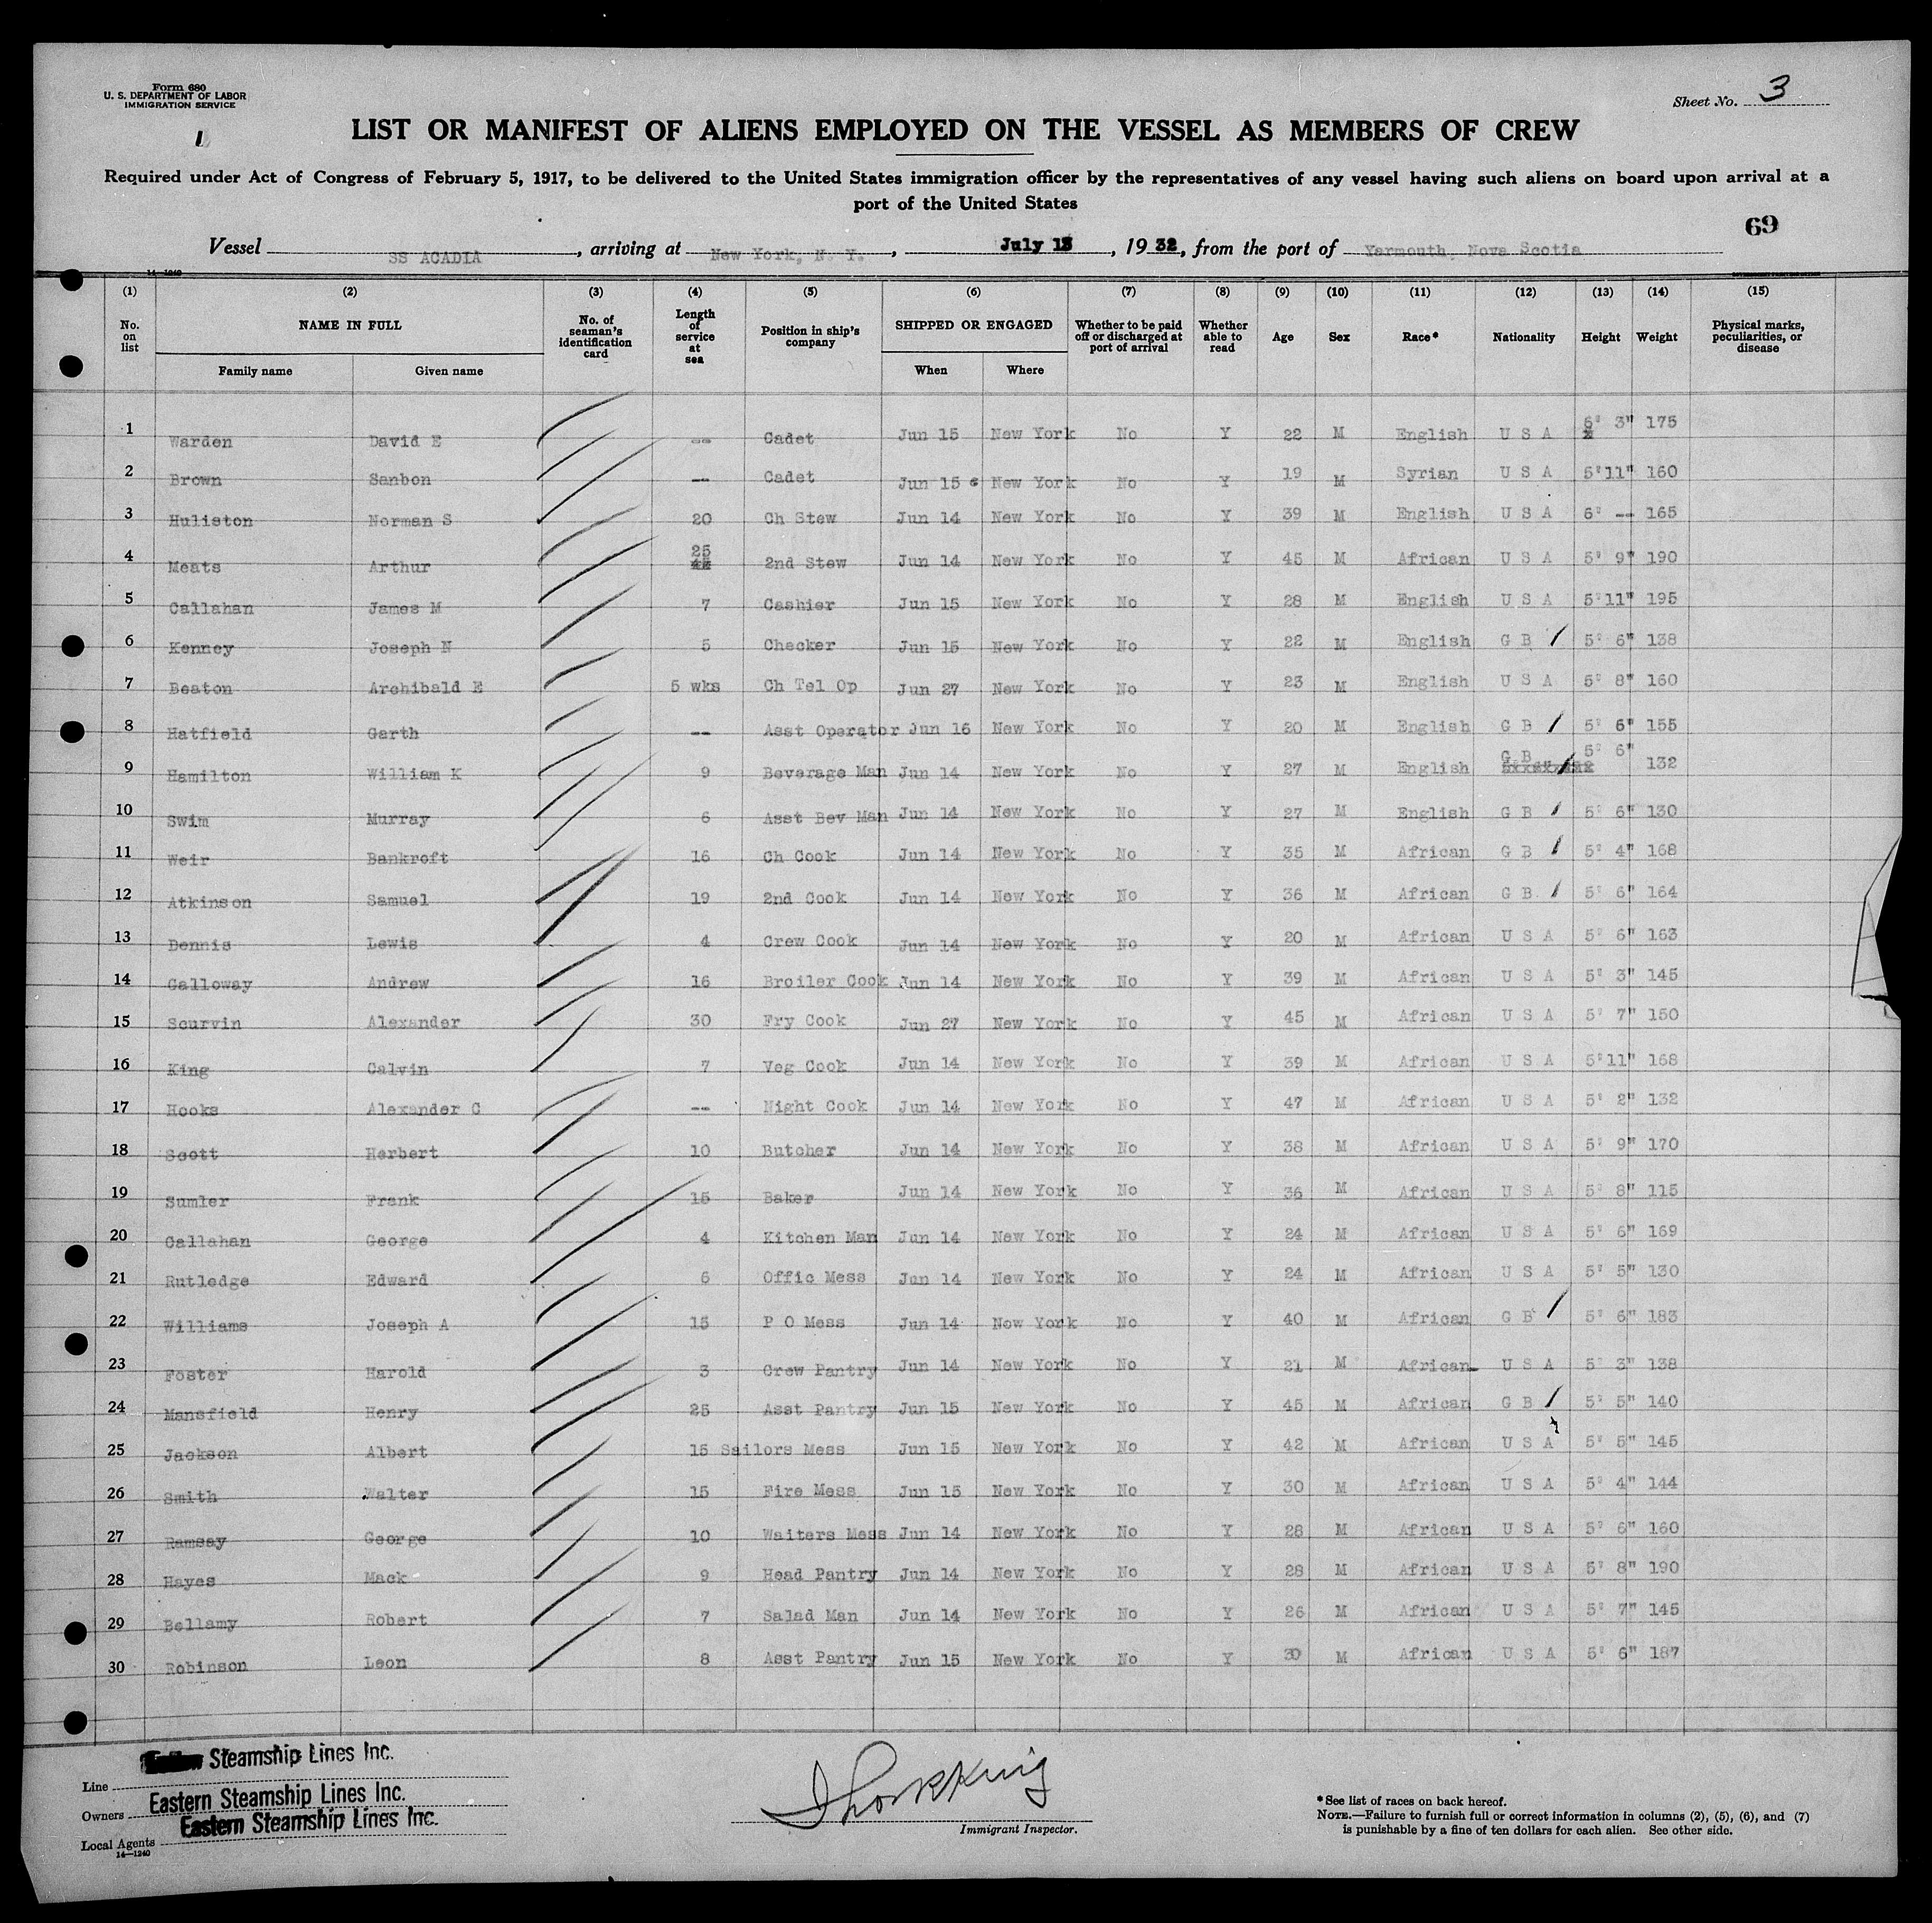 Form 680
U. S. DEPARTMENT OF LABOR
IMMIGRATION SERVICE
1
Sheet No. 3
LIST OR MANIFEST OF ALIENS EMPLOYED ON THE VESSEL AS MEMBERS OF CREW
Required under Act of Congress of February 5, 1917, to be delivered to the United States immigration officer by the representatives of any vessel having such aliens on board upon arrival at a
port of the United States
69
Vessel SS ACADIA, arriving at New York, N. Y., July 13, 1932, from the port of Yarmouth Nova Scotia
14-1240
(1) (2) (3) (4) (5) (6) (7) (8) (9) (10) (11) (12) (13) (14) (15)
No. on list NAME IN FULL Family name Given name No. of seaman's identification card Length of service at sea Position in ship's company SHIPPED OR ENGAGED When Where Whether to be paid off or discharged at port of arrival Whether able to read Age Sex Race* Nationality Height Weight Physical marks, peculiarities, or disease
1 Warden David E -- Cadet Jun 15 New York No Y 22 M English U S A 6' 3" 175
2 Brown Sanbon -- Cadet Jun 15 New York No Y 19 M Syrian U S A 5'11" 160
3 Huliston Norman S 20 Ch Stew Jun 14 New York No Y 39 M English U S A 6' -- 165
4 Meats Arthur 25 2nd Stew Jun 14 New York No Y 45 M African U S A 5' 9" 190
5 Callahan James M 7 Cashier Jun 15 New York No Y 28 M English U S A 5'11" 195
6 Kenney Joseph N 5 Checker Jun 15 New York No Y 22 M English G B 5' 6" 138
7 Beaton Archibald E 5 wks Ch Tel Op Jun 27 New York No Y 23 M English U S A 5' 8" 160
8 Hatfield Garth -- Asst Operator Jun 16 New York No Y 20 M English G B 5' 6" 155
9 Hamilton William K 9 Beverage Man Jun 14 New York No Y 27 M English G B 5' 6" 132
10 Swim Murray 6 Asst Bev Man Jun 14 New York No Y 27 M English G B 5' 6" 130
11 Weir Bankroft 16 Ch Cook Jun 14 New York No Y 35 M African G B 5' 4" 168
12 Atkinson Samuel 19 2nd Cook Jun 14 New York No Y 36 M African G B 5' 6" 164
13 Dennis Lewis 4 Crew Cook Jun 14 New York No Y 20 M African U S A 5' 6" 163
14 Galloway Andrew 16 Broiler Cook Jun 14 New York No Y 39 M African U S A 5' 3" 145
15 Scurvin Alexander 30 Fry Cook Jun 27 New York No Y 45 M African U S A 5' 7" 150
16 King Calvin 7 Veg Cook Jun 14 New York No Y 39 M African U S A 5'11" 168
17 Hooks Alexander C -- Night Cook Jun 14 New York No Y 47 M African U S A 5' 2" 132
18 Scott Herbert 10 Butcher Jun 14 New York No Y 38 M African U S A 5' 9" 170
19 Sumler Frank 15 Baker Jun 14 New York No Y 36 M African U S A 5' 8" 115
20 Callahan George 4 Kitchen Man Jun 14 New York No Y 24 M African U S A 5' 6" 169
21 Rutledge Edward 6 Offic Mess Jun 14 New York No Y 24 M African U S A 5' 5" 130
22 Williams Joseph A 15 P O Mess Jun 14 New York No Y 40 M African G B 5' 6" 183
23 Foster Harold 3 Crew Pantry Jun 14 New York No Y 21 M African U S A 5' 3" 138
24 Mansfield Henry 25 Asst Pantry Jun 15 New York No Y 45 M African G B 5' 5" 140
25 Jackson Albert 15 Sailors Mess Jun 15 New York No Y 42 M African U S A 5' 5" 145
26 Smith Walter 15 Fire Mess Jun 15 New York No Y 30 M African U S A 5' 4" 144
27 Ramsay George 10 Waiters Mess Jun 14 New York No Y 28 M African U S A 5' 6" 160
28 Hayes Mack 9 Head Pantry Jun 14 New York No Y 28 M African U S A 5' 8" 190
29 Bellamy Robert 7 Salad Man Jun 14 New York No Y 26 M African U S A 5' 7" 145
30 Robinson Leon 8 Asst Pantry Jun 15 New York No Y 30 M African U S A 5' 6" 187
Line Steamship Lines Inc.
Owners Eastern Steamship Lines Inc.
Local Agents Eastern Steamship Lines Inc.
14-1240
Immigrant Inspector.
*See list of races on back hereof.
NOTE.—Failure to furnish full or correct information in columns (2), (5), (6), and (7)
is punishable by a fine of ten dollars for each alien. See other side.